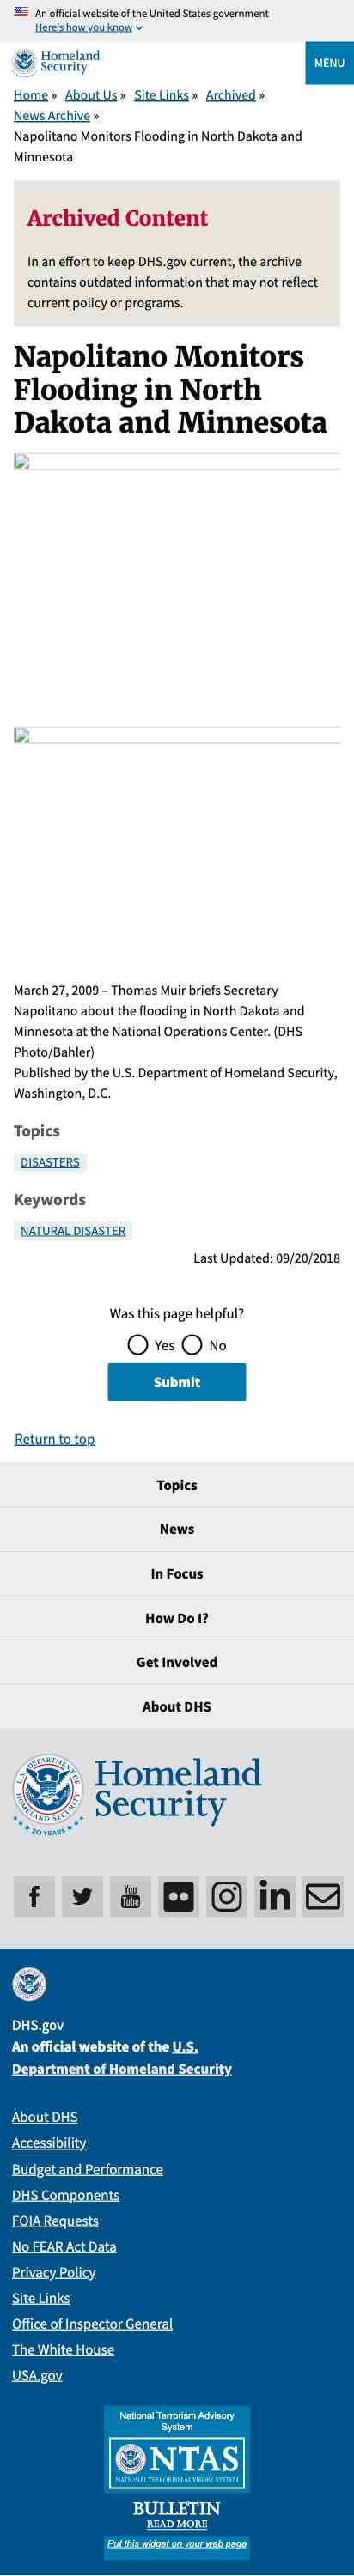 An official website of the United States government
Here's how you know
Homeland
Security
MENU
Home » About Us » Site Links » Archived »
News Archive »
Napolitano Monitors Flooding in North Dakota and
Minnesota
Archived Content
In an effort to keep DHS.gov current, the archive
contains outdated information that may not reflect
current policy or programs.
Napolitano Monitors
Flooding in North
Dakota and Minnesota
March 27, 2009 – Thomas Muir briefs Secretary
Napolitano about the flooding in North Dakota and
Minnesota at the National Operations Center. (DHS
Photo/Bahler)
Published by the U.S. Department of Homeland Security,
Washington, D.C.
Topics
DISASTERS
Keywords
NATURAL DISASTER
Last Updated: 09/20/2018
Was this page helpful?
Yes No
Submit
Return to top
Topics
News
In Focus
How Do I?
Get Involved
About DHS
U.S. DEPARTMENT OF
HOMELAND SECURITY
20 YEARS
Homeland
Security
You
Tube
DHS.gov
An official website of the U.S.
Department of Homeland Security
About DHS
Accessibility
Budget and Performance
DHS Components
FOIA Requests
No FEAR Act Data
Privacy Policy
Site Links
Office of Inspector General
The White House
USA.gov
National Terrorism Advisory
System
NTAS
NATIONAL TERRORISM ADVISORY SYSTEM
BULLETIN
READ MORE
Put this widget on your web page